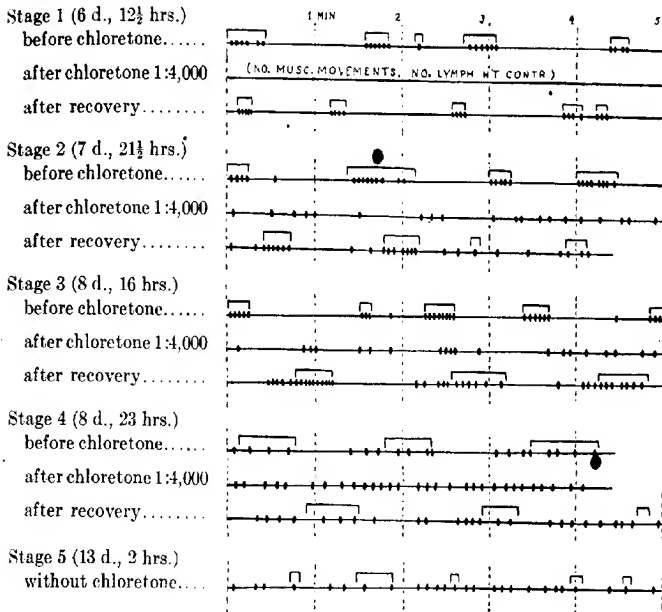 Stage 1 (6 d., 12½ hrs.)
1 MIN 2 3 4 5
before chloretone......
after chloretone 1:4,000 (NO. MUSC. MOVEMENTS, NO. LYMPH HT CONTR.)
after recovery........
Stage 2 (7 d., 21½ hrs.)
before chloretone......
after chloretone 1:4,000
after recovery........
Stage 3 (8 d., 16 hrs.)
before chloretone......
after chloretone 1:4,000
after recovery........
Stage 4 (8 d., 23 hrs.)
before chloretone......
after chloretone 1:4,000
after recovery........
Stage 5 (13 d., 2 hrs.)
without chloretone....